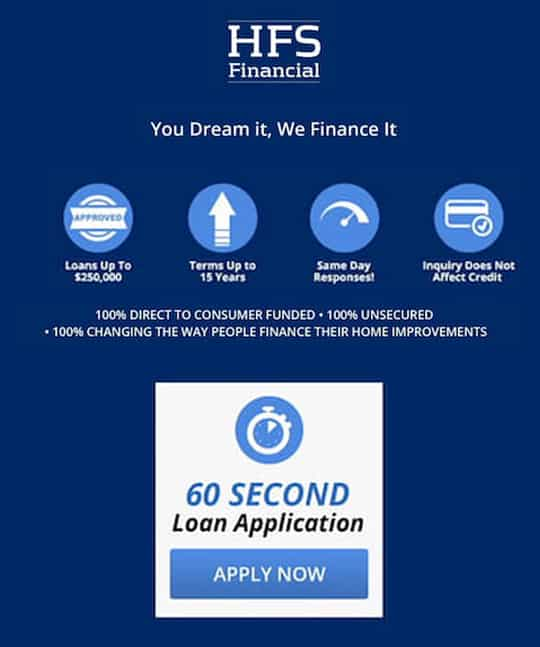 HFS
Financial
You Dream it, We Finance It
APPROVED
Loans Up To
$250,000
Terms Up to
15 Years
Same Day
Responses!
Inquiry Does Not
Affect Credit
100% DIRECT TO CONSUMER FUNDED • 100% UNSECURED
• 100% CHANGING THE WAY PEOPLE FINANCE THEIR HOME IMPROVEMENTS
60 SECOND
Loan Application
APPLY NOW